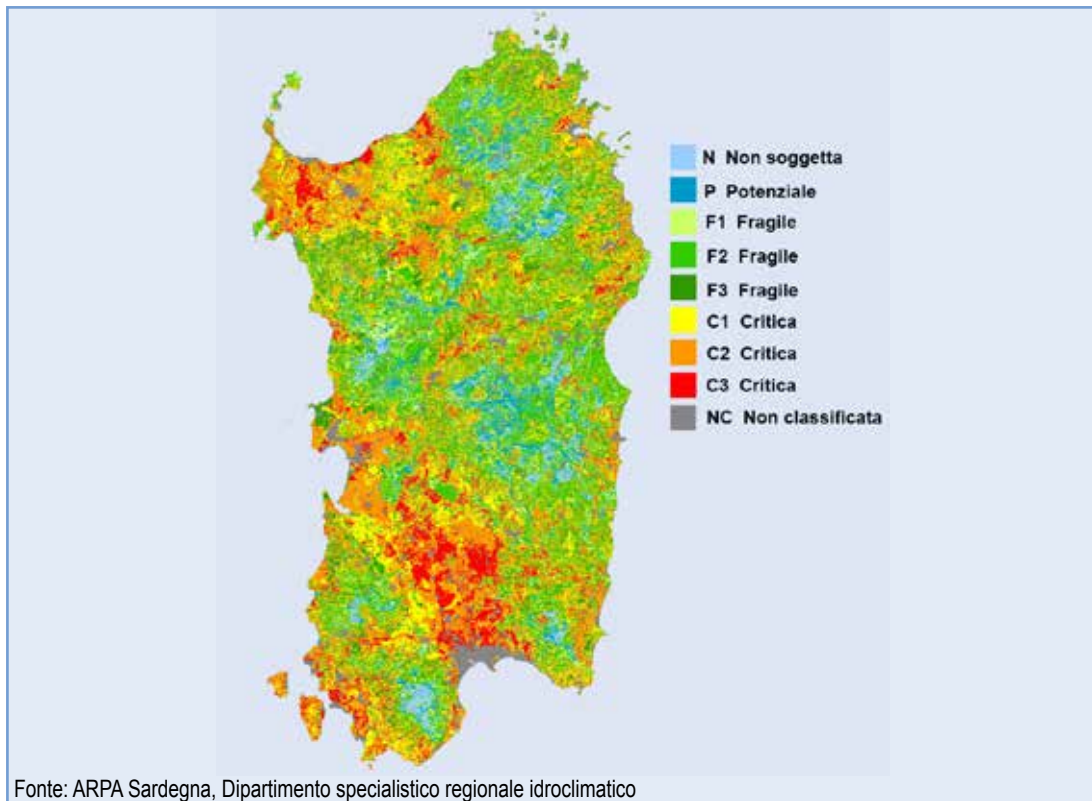 N Non soggetta
P Potenziale
F1 Fragile
F2 Fragile
F3 Fragile
C1 Critica
C2 Critica
C3 Critica
NC Non classificata
Fonte: ARPA Sardegna, Dipartimento specialistico regionale idroclimatico